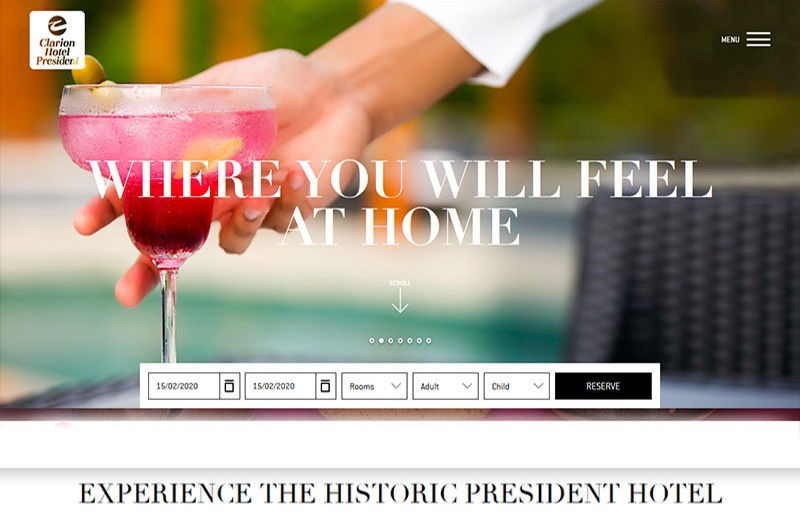 Clarion
Hotel
President
MENU
WHERE YOU WILL FEEL
AT HOME
SCROLL
15/02/2020 15/02/2020 Rooms Adult Child RESERVE
EXPERIENCE THE HISTORIC PRESIDENT HOTEL